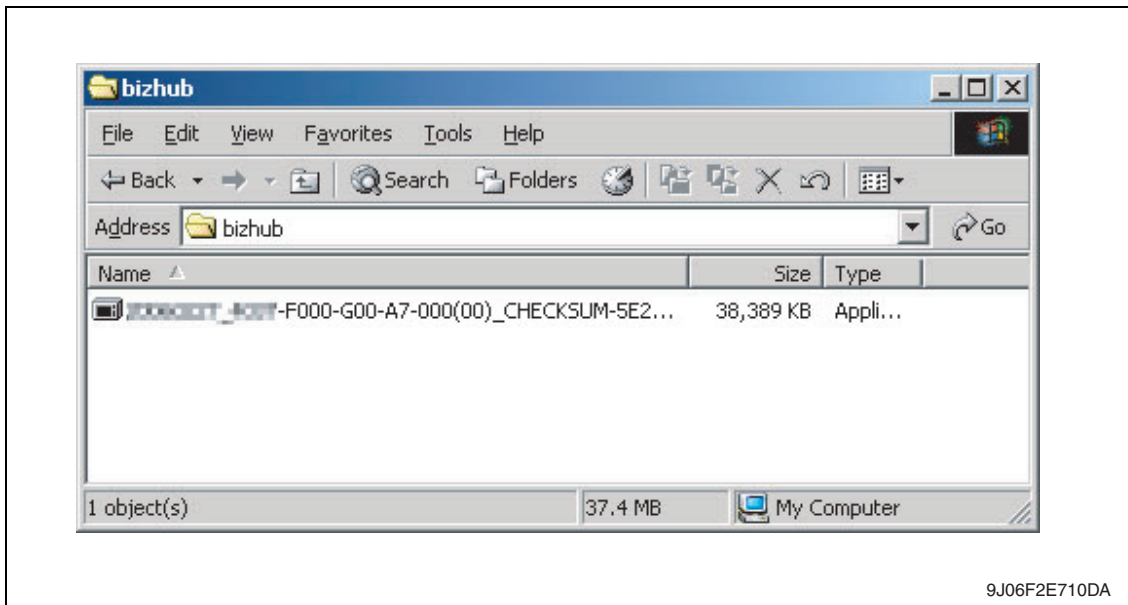 bizhub
File Edit View Favorites Tools Help
Back Search Folders
Address bizhub Go
Name Size Type
-F000-G00-A7-000(00)_CHECKSUM-5E2... 38,389 KB Appli...
1 object(s) 37.4 MB My Computer
9J06F2E710DA